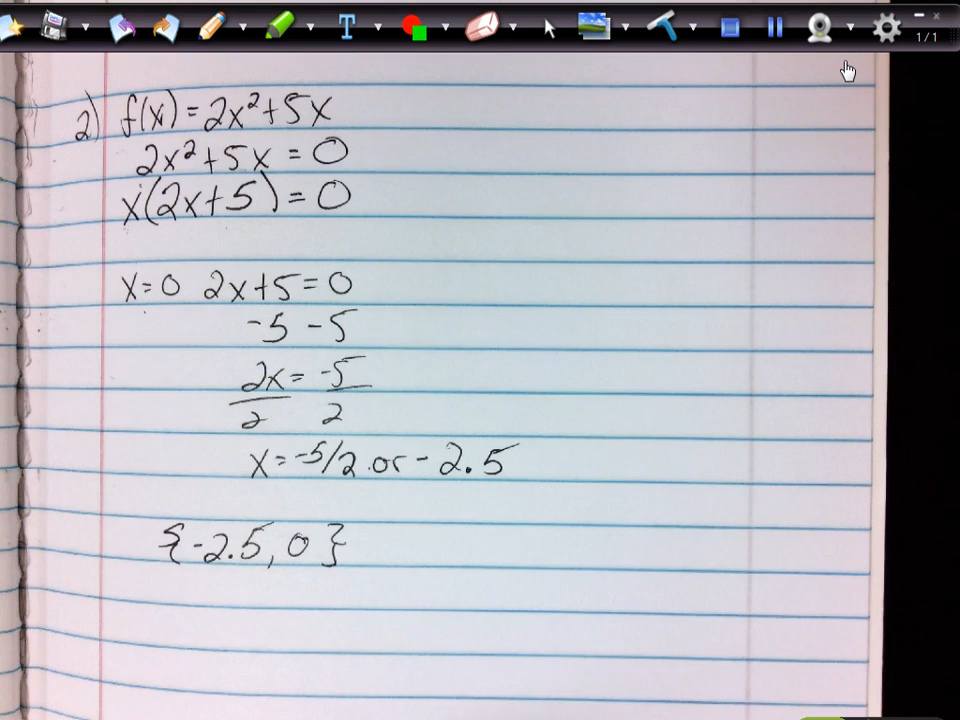 1/1
2) f(x) = 2x² + 5x
2x² + 5x = 0
x(2x+5) = 0
x = 0 2x+5 = 0
-5 -5
2x = -5
2 2
x = -5/2 or -2.5
{-2.5, 0}